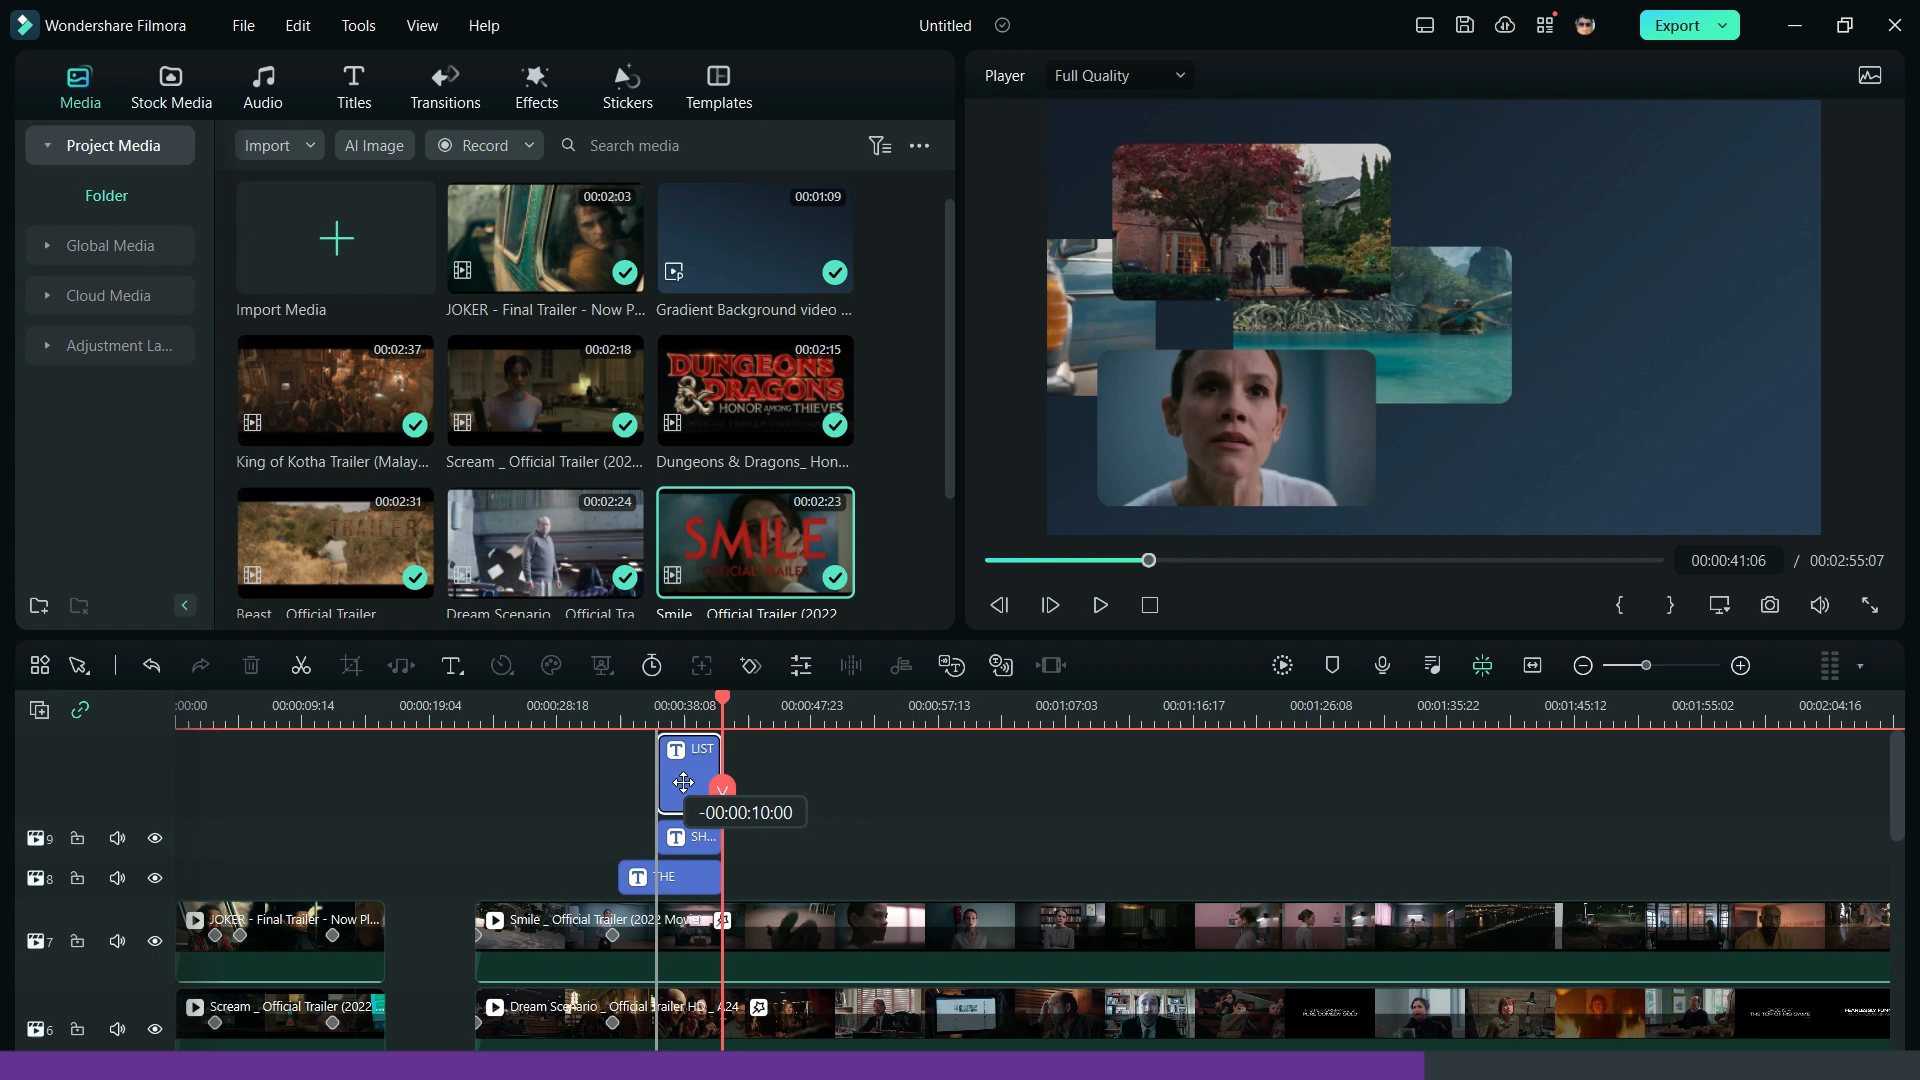 Wondershare Filmora
File Edit Tools View Help
Untitled
Export
Media Stock Media Audio Titles Transitions Effects Stickers Templates
Player Full Quality
Project Media
Folder
Global Media
Cloud Media
Adjustment La...
Import AI Image Record Search media
00:02:03
00:01:09
Import Media
JOKER - Final Trailer - Now P...
Gradient Background video ...
00:02:37
00:02:18
00:02:15
DUNGEONS
& DRAGONS
HONOR AMONG THIEVES
King of Kotha Trailer (Malay...
Scream _ Official Trailer (202...
Dungeons & Dragons_ Hon...
00:02:31
TRAILER
00:02:24
00:02:23
SMILE
OFFICIAL TRAILER
Beast _ Official Trailer
Dream Scenario _ Official Tra
Smile _ Official Trailer (2022
00:00:41:06 / 00:02:55:07
:00:00 00:00:09:14 00:00:19:04 00:00:28:18 00:00:38:08 00:00:47:23 00:00:57:13 00:01:07:03 00:01:16:17 00:01:26:08 00:01:35:22 00:01:45:12 00:01:55:02 00:02:04:16
LIST
-00:00:10:00
9
SH...
8
THE
7
JOKER - Final Trailer - Now Pl...
Smile _ Official Trailer (2022 Movie)
6
Scream _ Official Trailer (2022
Dream Scenario _ Official Trailer HD _ A24